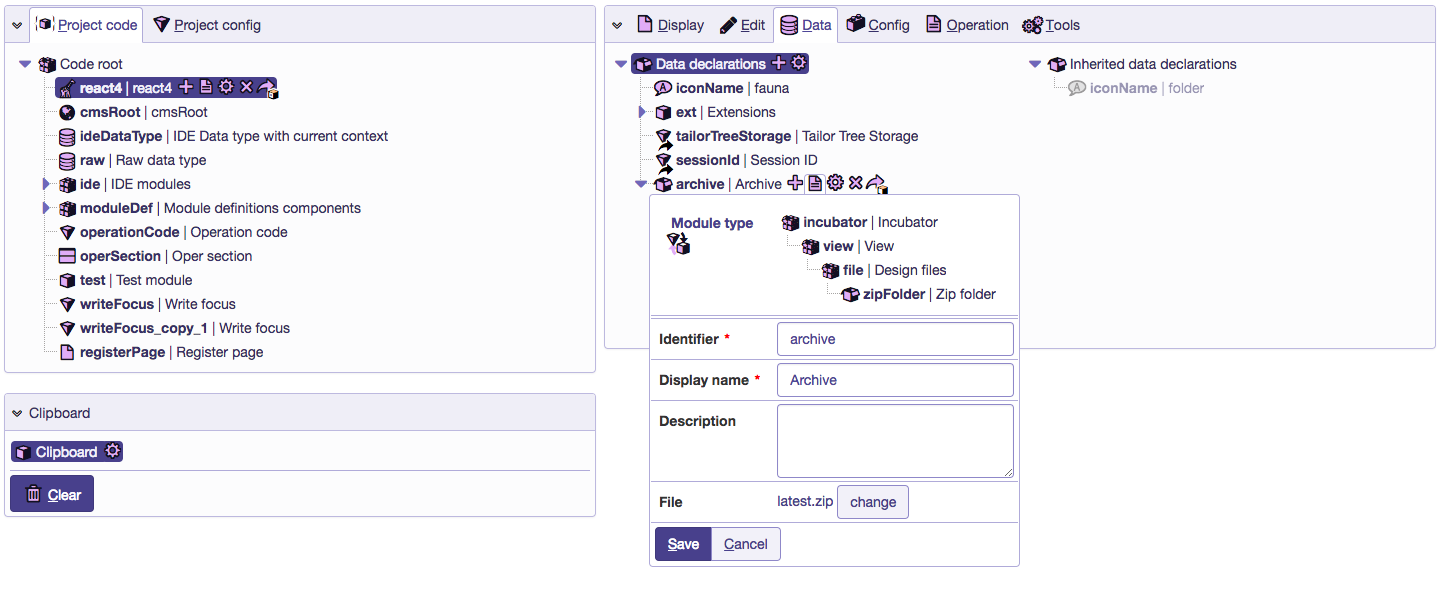 Project code
Project config
Code root
react4 | react4
cmsRoot | cmsRoot
ideDataType | IDE Data type with current context
raw | Raw data type
ide | IDE modules
moduleDef | Module definitions components
operationCode | Operation code
operSection | Oper section
test | Test module
writeFocus | Write focus
writeFocus_copy_1 | Write focus
registerPage | Register page
Clipboard
Clipboard
Clear
Display Edit Data Config Operation Tools
Data declarations
iconName | fauna
ext | Extensions
tailorTreeStorage | Tailor Tree Storage
sessionId | Session ID
archive | Archive
Module type
incubator | Incubator
view | View
file | Design files
zipFolder | Zip folder
Identifier * archive
Display name * Archive
Description
File latest.zip change
Save Cancel
Inherited data declarations
iconName | folder